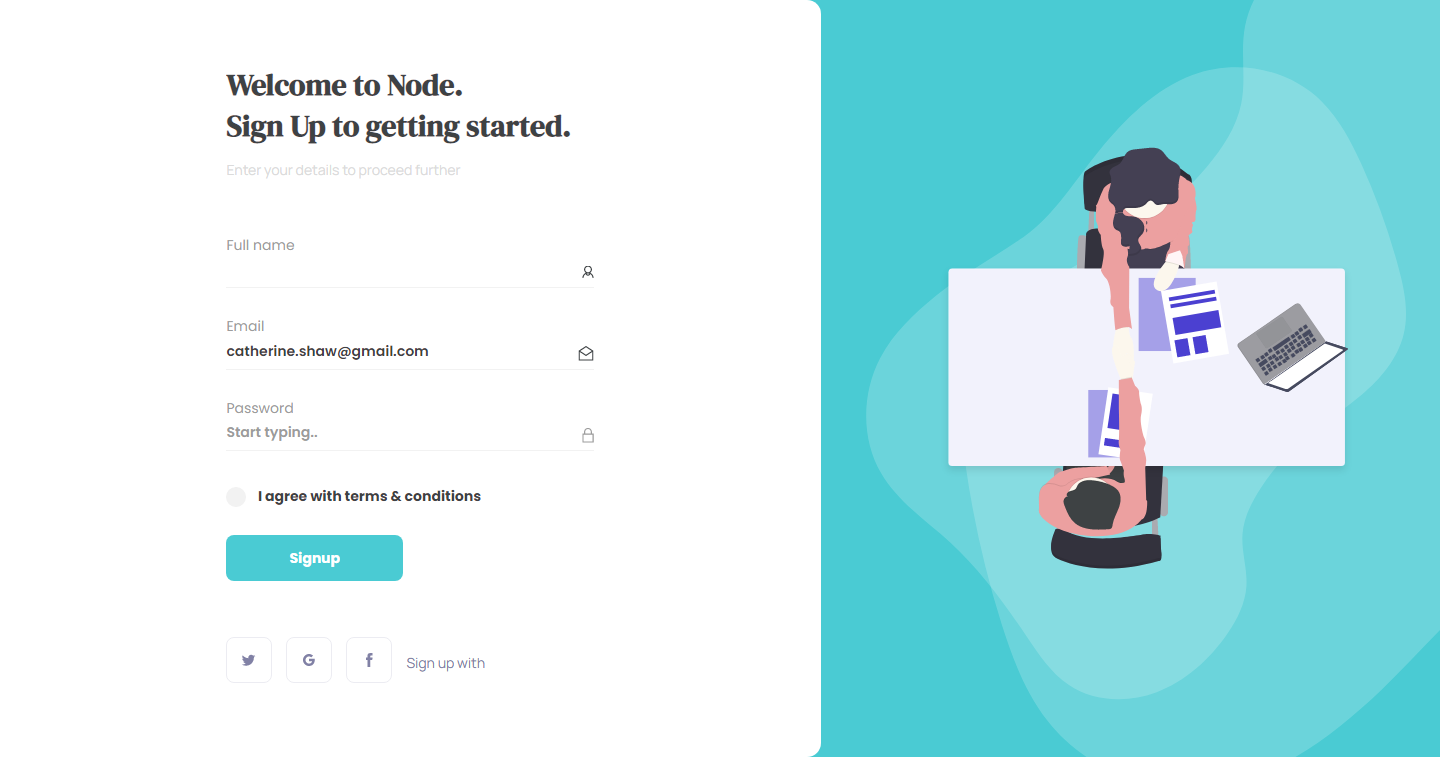 Welcome to Node.
Sign Up to getting started.
Enter your details to proceed further
Full name
Email
catherine.shaw@gmail.com
Password
Start typing..
I agree with terms & conditions
Signup
Sign up with